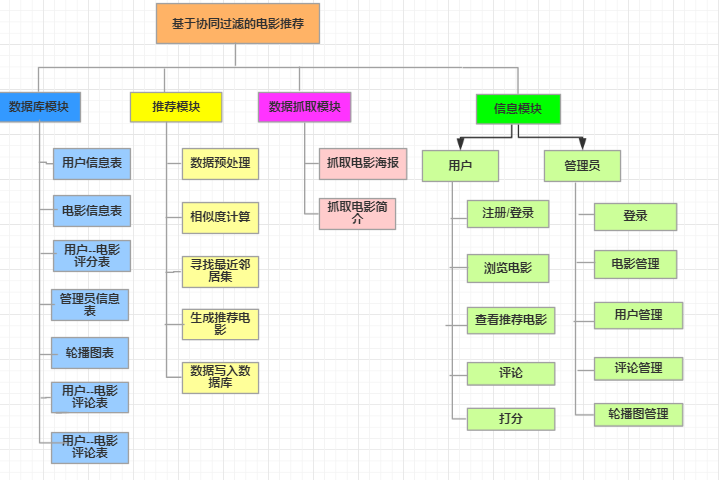 基于协同过滤的电影推荐
数据库模块
推荐模块
数据抓取模块
信息模块
用户信息表
电影信息表
用户--电影
评分表
管理员信息
表
轮播图表
用户--电影
评论表
用户--电影
评论表
数据预处理
相似度计算
寻找最近邻
居集
生成推荐电
影
数据写入数
据库
抓取电影海报
抓取电影简
介
用户
注册/登录
浏览电影
查看推荐电影
评论
打分
管理员
登录
电影管理
用户管理
评论管理
轮播图管理